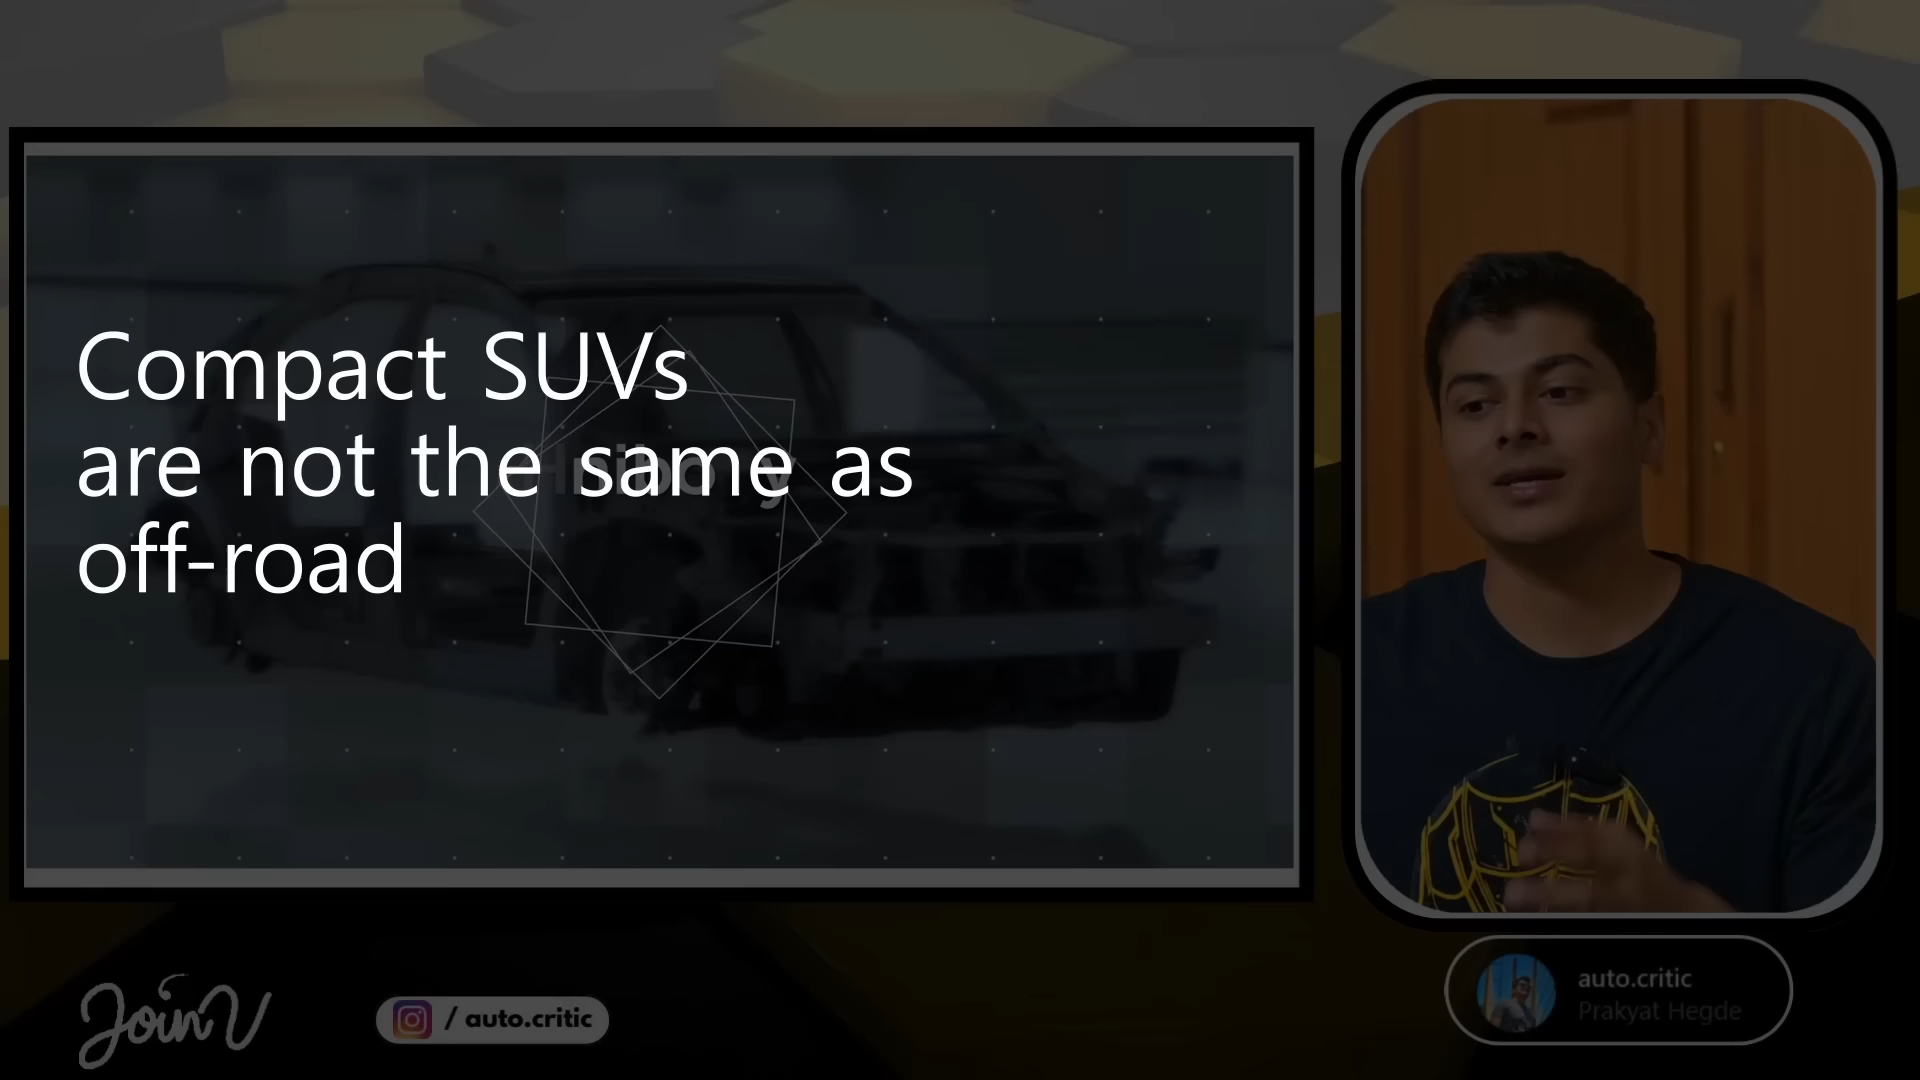 Compact SUVs
are not the same as
off-road
JoinV
/ auto.critic
auto.critic
Prakyat Hegde